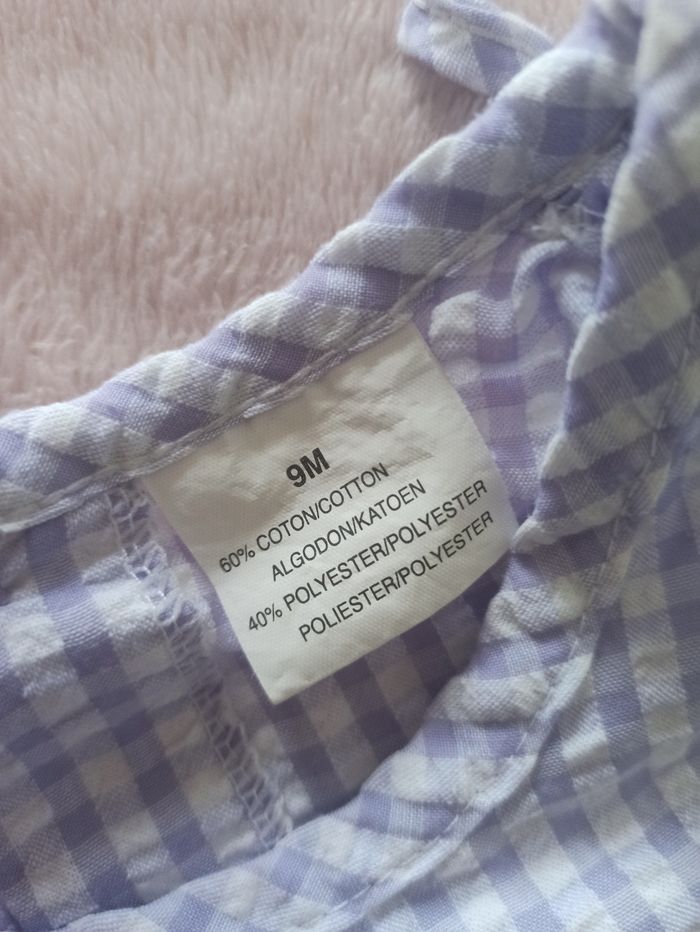 9M
60% COTON/COTTON
ALGODON/KATOEN
40% POLYESTER/POLYESTER
POLIESTER/POLYESTER